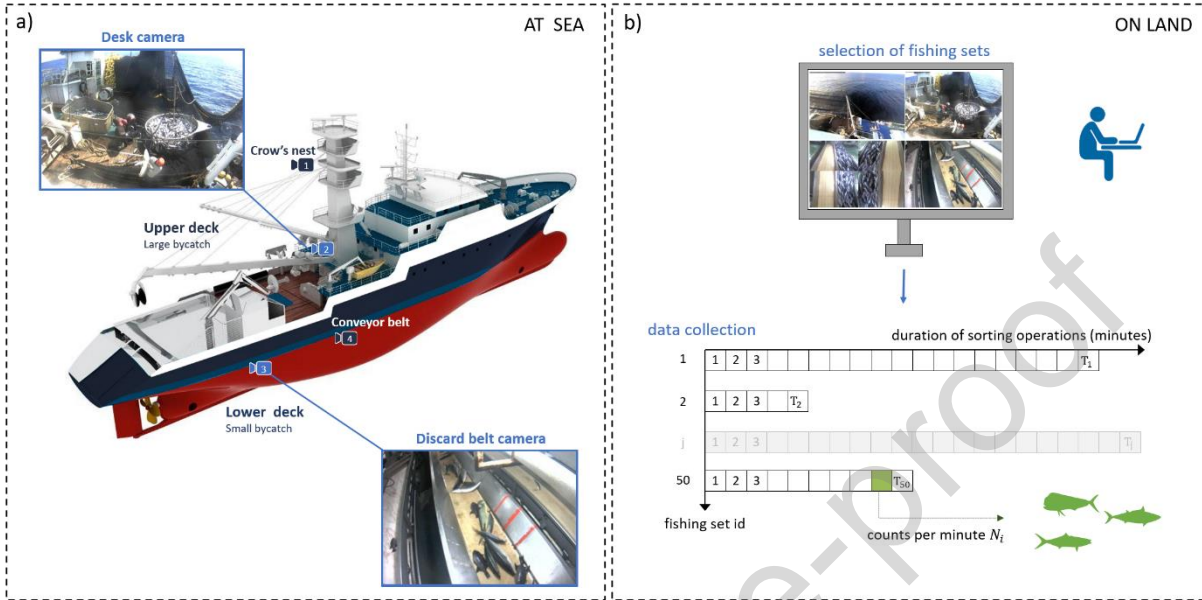 a)
AT SEA
Desk camera
Crow's nest
1
Upper deck
Large bycatch
2
Conveyor belt
4
3
Lower deck
Small bycatch
Discard belt camera
b)
ON LAND
selection of fishing sets
data collection
duration of sorting operations (minutes)
1 1 2 3 T₁
2 1 2 3 T₂
j 1 2 3 Tⱼ
50 1 2 3 T₅₀
fishing set id
counts per minute Nᵢ
e-proof